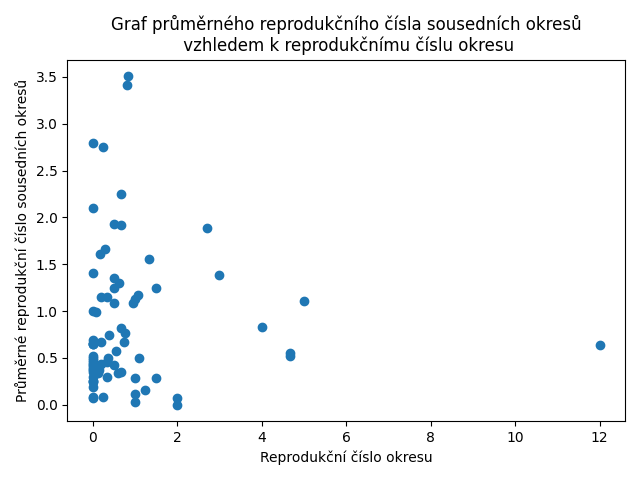 Graf průměrného reprodukčního čísla sousedních okresů
vzhledem k reprodukčnímu číslu okresu
Průměrné reprodukční číslo sousedních okresů
3.5
3.0
2.5
2.0
1.5
1.0
0.5
0.0
0 2 4 6 8 10 12
Reprodukční číslo okresu